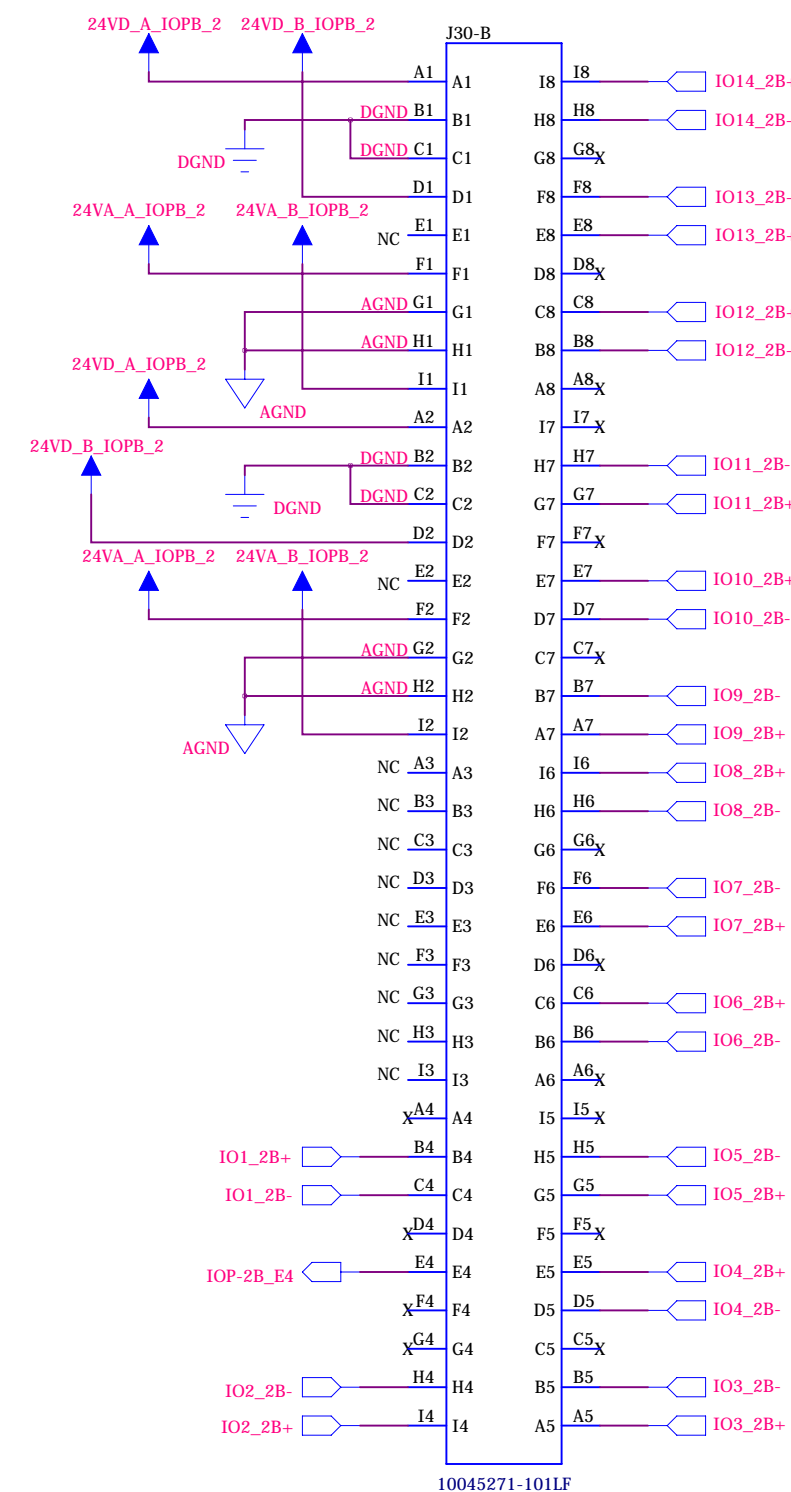 24VD_A_IOPB_2 24VD_B_IOPB_2
J30-B
A1 A1 I8 I8 IO14_2B-
DGND B1 B1 H8 H8 IO14_2B-
DGND DGND C1 C1 G8 G8 X
D1 D1 F8 F8 IO13_2B-
24VA_A_IOPB_2 24VA_B_IOPB_2
NC E1 E1 E8 E8 IO13_2B-
F1 F1 D8 D8 X
AGND G1 G1 C8 C8 IO12_2B-
AGND H1 H1 B8 B8 IO12_2B-
24VD_A_IOPB_2
I1 I1 A8 A8 X
AGND
A2 A2 I7 I7 X
24VD_B_IOPB_2
DGND B2 B2 H7 H7 IO11_2B-
DGND DGND C2 C2 G7 G7 IO11_2B+
D2 D2 F7 F7 X
24VA_A_IOPB_2 24VA_B_IOPB_2
NC E2 E2 E7 E7 IO10_2B+
F2 F2 D7 D7 IO10_2B-
AGND G2 G2 C7 C7 X
AGND H2 H2 B7 B7 IO9_2B-
AGND I2 I2 A7 A7 IO9_2B+
NC A3 A3 I6 I6 IO8_2B+
NC B3 B3 H6 H6 IO8_2B-
NC C3 C3 G6 G6 X
NC D3 D3 F6 F6 IO7_2B-
NC E3 E3 E6 E6 IO7_2B+
NC F3 F3 D6 D6 X
NC G3 G3 C6 C6 IO6_2B+
NC H3 H3 B6 B6 IO6_2B-
NC I3 I3 A6 A6 X
X A4 A4 I5 I5 X
IO1_2B+ B4 B4 H5 H5 IO5_2B-
IO1_2B- C4 C4 G5 G5 IO5_2B+
X D4 D4 F5 F5 X
IOP-2B_E4 E4 E4 E5 E5 IO4_2B+
X F4 F4 D5 D5 IO4_2B-
X G4 G4 C5 C5 X
IO2_2B- H4 H4 B5 B5 IO3_2B-
IO2_2B+ I4 I4 A5 A5 IO3_2B+
10045271-101LF